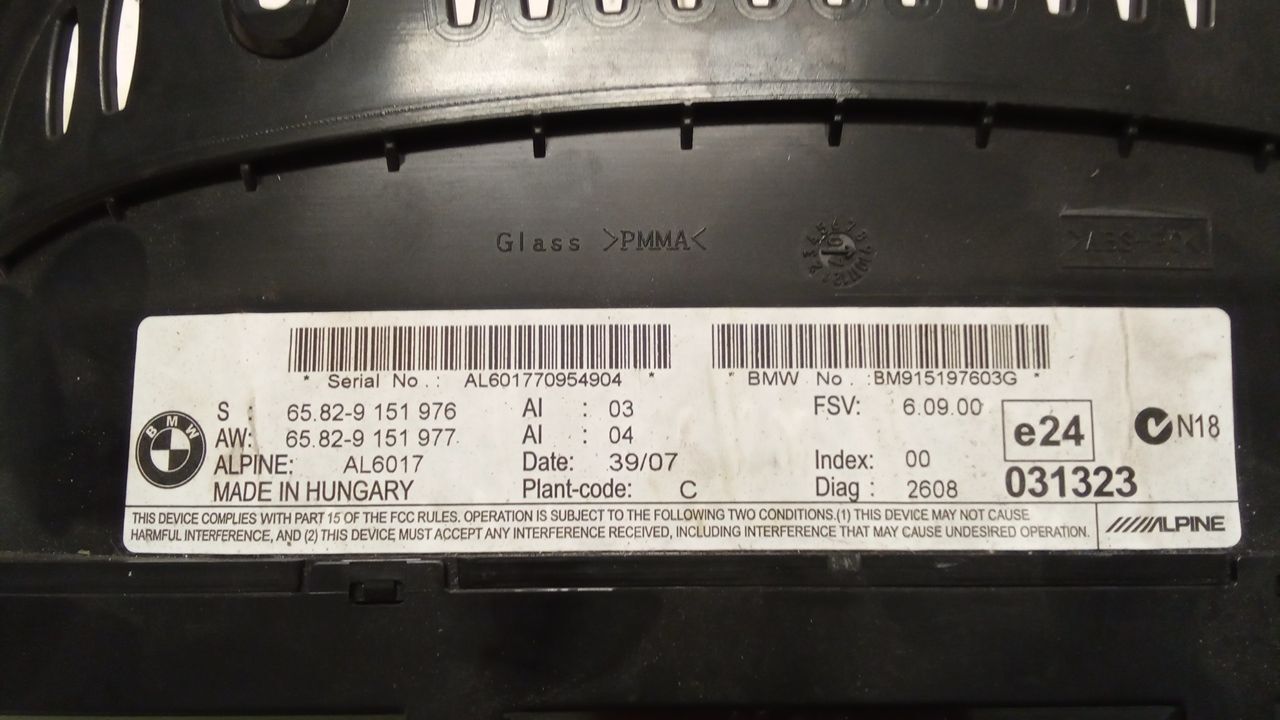 Glass >PMMA<
* Serial No.: AL601770954904 *
* BMW No. :BM915197603G *
S : 65.82-9 151 976 AI : 03 FSV: 6.09.00
AW: 65.82-9 151 977 AI : 04
ALPINE: AL6017 Date: 39/07 Index: 00
MADE IN HUNGARY Plant-code: C Diag : 2608
BMW
e24
031323
N18
THIS DEVICE COMPLIES WITH PART 15 OF THE FCC RULES. OPERATION IS SUBJECT TO THE FOLLOWING TWO CONDITIONS.(1) THIS DEVICE MAY NOT CAUSE
HARMFUL INTERFERENCE, AND (2) THIS DEVICE MUST ACCEPT ANY INTERFERENCE RECEIVED, INCLUDING INTERFERENCE THAT MAY CAUSE UNDESIRED OPERATION.
ALPINE